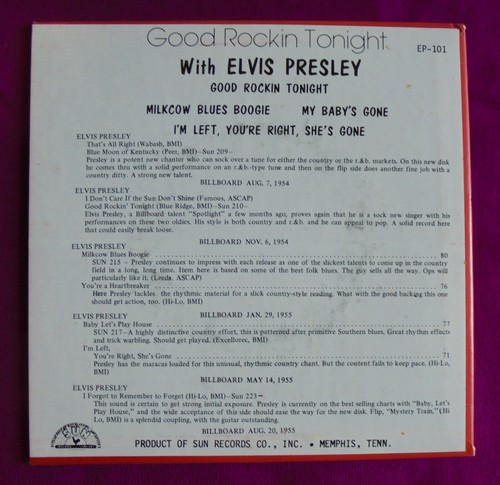 Good Rockin Tonight
EP-101
With ELVIS PRESLEY
GOOD ROCKIN TONIGHT
MILKCOW BLUES BOOGIE MY BABY'S GONE
I'M LEFT, YOU'RE RIGHT, SHE'S GONE
ELVIS PRESLEY
That's All Right (Wabash, BMI)
Blue Moon of Kentucky (Peer, BMI)—Sun 209—
Presley is a potent new chanter who can sock over a tune for either the country or the r.&b. markets. On this new disk
he comes thru with a solid performance on an r.&b.-type tune and then on the flip side does another fine job with a
country ditty. A strong new talent.
BILLBOARD AUG. 7, 1954
ELVIS PRESLEY
I Don't Care if the Sun Don't Shine (Famous, ASCAP)
Good Rockin' Tonight (Blue Ridge, BMI)—Sun 210—
Elvis Presley, a Billboard talent "Spotlight" a few months ago, proves again that he is a sock new singer with his
performances on these two oldies. His style is both country and r.&b. and he can appeal to pop. A solid record here
that could easily break loose.
BILLBOARD NOV. 6, 1954
ELVIS PRESLEY
Milkcow Blues Boogie 80
SUN 215 - Presley continues to impress with each release as one of the slickest talents to come up in the country
field in a long, long time. Item here is based on some of the best folk blues. The guy sells all the way. Ops will
particularly like it. (Leeds, ASCAP)
You're a Heartbreaker 76
Here Presley tackles the rhythmic material for a slick country-style reading. What with the good backing this one
should get action, too. (Hi-Lo, BMI)
BILLBOARD JAN. 29, 1955
ELVIS PRESLEY
Baby Let's Play House 77
SUN 217—A highly distinctive country effort, this is patterned after primitive Southern blues. Great rhythm effects
and trick warbling. Should get plenty of attention. (Excellorec, BMI)
I'm Left,
You're Right, She's Gone 71
Presley has the maracas loaded for this unusual, rhythmic country chant. But the content fails to keep pace. (Hi-Lo,
BMI)
BILLBOARD MAY 14, 1955
ELVIS PRESLEY
I Forgot to Remember to Forget (Hi-Lo, BMI)—Sun 223—
This sound is certain to get strong initial exposure. Presley is currently on the best selling charts with "Baby, Let's
Play House," and the wide acceptance of this side should ease the way for the new disk. Flip, "Mystery Train," (Hi
Lo, BMI) is a splendid coupling, with the guitar outstanding.
BILLBOARD AUG. 20, 1955
SUN
PRODUCT OF SUN RECORDS CO., INC. • MEMPHIS, TENN.